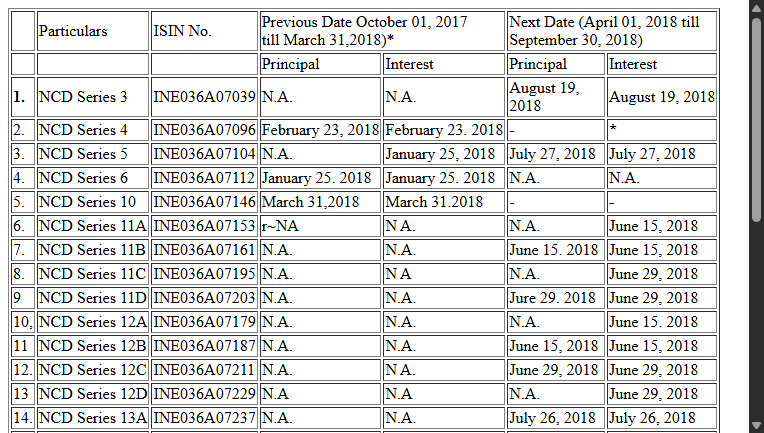 Particulars ISIN No. Previous Date October 01, 2017 till March 31,2018)* Next Date (April 01, 2018 till September 30, 2018)
Principal Interest Principal Interest
1. NCD Series 3 INE036A07039 N.A. N.A. August 19, 2018 August 19, 2018
2. NCD Series 4 INE036A07096 February 23, 2018 February 23. 2018 - *
3. NCD Series 5 INE036A07104 N.A. January 25, 2018 July 27, 2018 July 27, 2018
4. NCD Series 6 INE036A07112 January 25. 2018 January 25. 2018 N.A. N.A.
5. NCD Series 10 INE036A07146 March 31,2018 March 31.2018 - -
6. NCD Series 11A INE036A07153 r~NA N A. N.A. June 15, 2018
7. NCD Series 11B INE036A07161 N.A. N.A. June 15. 2018 June 15, 2018
8. NCD Series 11C INE036A07195 N.A. N.A N.A. June 29, 2018
9 NCD Series 11D INE036A07203 N.A. N.A. Jure 29. 2018 June 29, 2018
10, NCD Series 12A INE036A07179 N.A. N.A. N.A. June 15. 2018
11 NCD Series 12B INE036A07187 N.A. N.A. June 15, 2018 June 15, 2018
12. NCD Series 12C INE036A07211 N.A. N.A. June 29, 2018 June 29, 2018
13 NCD Series 12D INE036A07229 N.A N.A N.A. June 29, 2018
14. NCD Series 13A INE036A07237 N.A. N.A. July 26, 2018 July 26, 2018